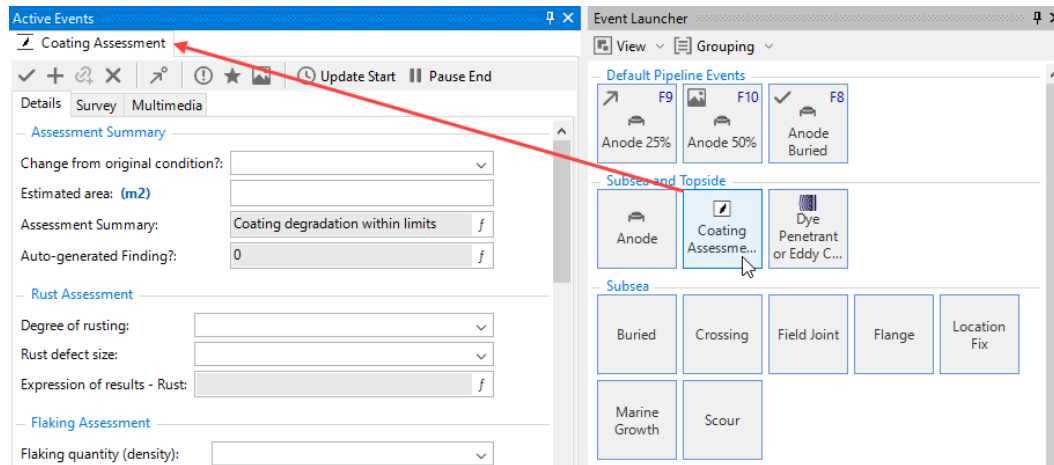 Active Events
Coating Assessment
Update Start Pause End
Details Survey Multimedia
Assessment Summary
Change from original condition?:
Estimated area: (m2)
Assessment Summary: Coating degradation within limits f
Auto-generated Finding?: 0 f
Rust Assessment
Degree of rusting:
Rust defect size:
Expression of results - Rust: f
Flaking Assessment
Flaking quantity (density):
Event Launcher
View Grouping
Default Pipeline Events
F9 F10 F8
Anode 25% Anode 50% Anode
Buried
Subsea and Topside
Anode Coating
Assessme... Dye
Penetrant
or Eddy C...
Subsea
Buried Crossing Field Joint Flange Location
Fix
Marine
Growth Scour